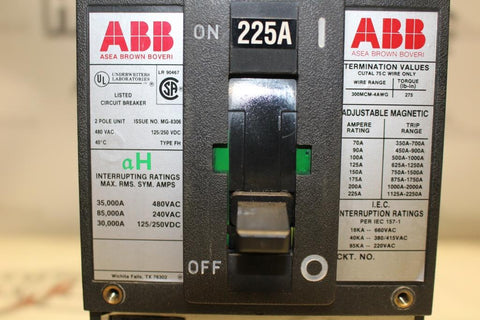 ABB
ASEA BROWN BOVERI
UL UNDERWRITERS LABORATORIES LR 90467
SA
LISTED
CIRCUIT BREAKER
2 POLE UNIT ISSUE NO. MG-8306
480 VAC 125/250 VDC
40°C TYPE FH
aH
INTERRUPTING RATINGS
MAX. RMS. SYM. AMPS
35,000A 480VAC
85,000A 240VAC
30,000A 125/250VDC
Wichita Falls, TX 76302
ON 225A I
OFF O
ABB
ASEA BROWN BOVERI
TERMINATION VALUES
CU/AL 75C WIRE ONLY
WIRE RANGE TORQUE
(lb-in)
300MCM-4AWG 275
ADJUSTABLE MAGNETIC
AMPERE TRIP
RATING RANGE
70A 350A-700A
90A 450A-900A
100A 500A-1000A
125A 625A-1250A
150A 750A-1500A
175A 875A-1750A
200A 1000A-2000A
225A 1125A-2250A
I.E.C.
INTERRUPTION RATINGS
PER IEC 157-1
18KA — 660VAC
40KA — 380/415VAC
85KA — 220VAC
CKT. NO.